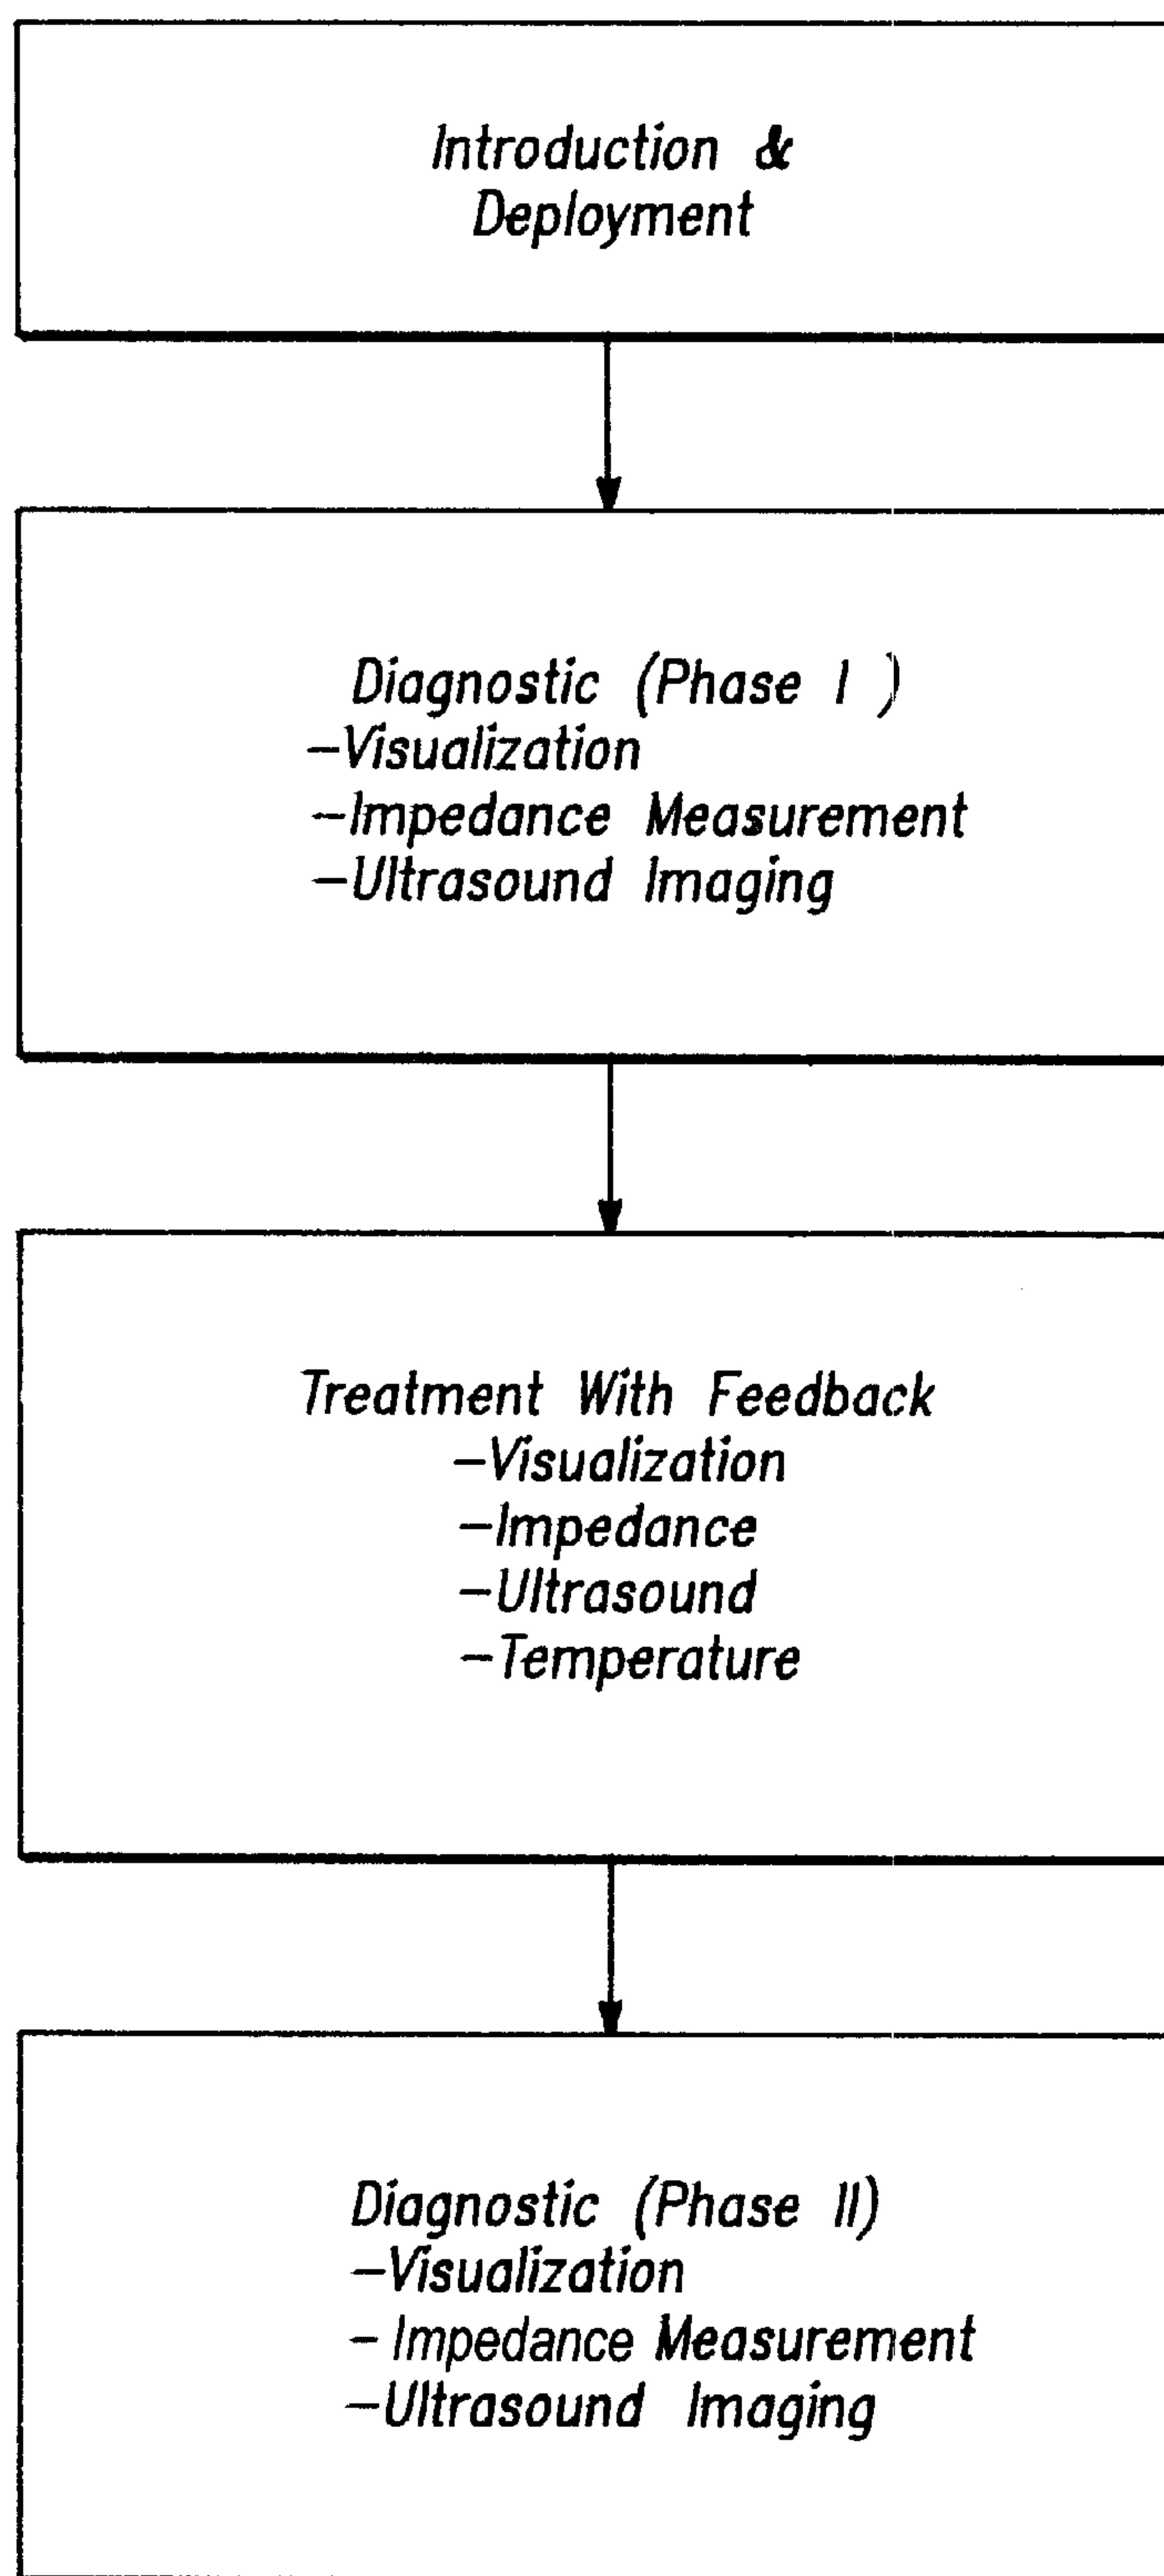 Introduction &
Deployment
Diagnostic (Phase I )
-Visualization
-Impedance Measurement
-Ultrasound Imaging
Treatment With Feedback
-Visualization
-Impedance
-Ultrasound
-Temperature
Diagnostic (Phase II)
-Visualization
- Impedance Measurement
-Ultrasound Imaging